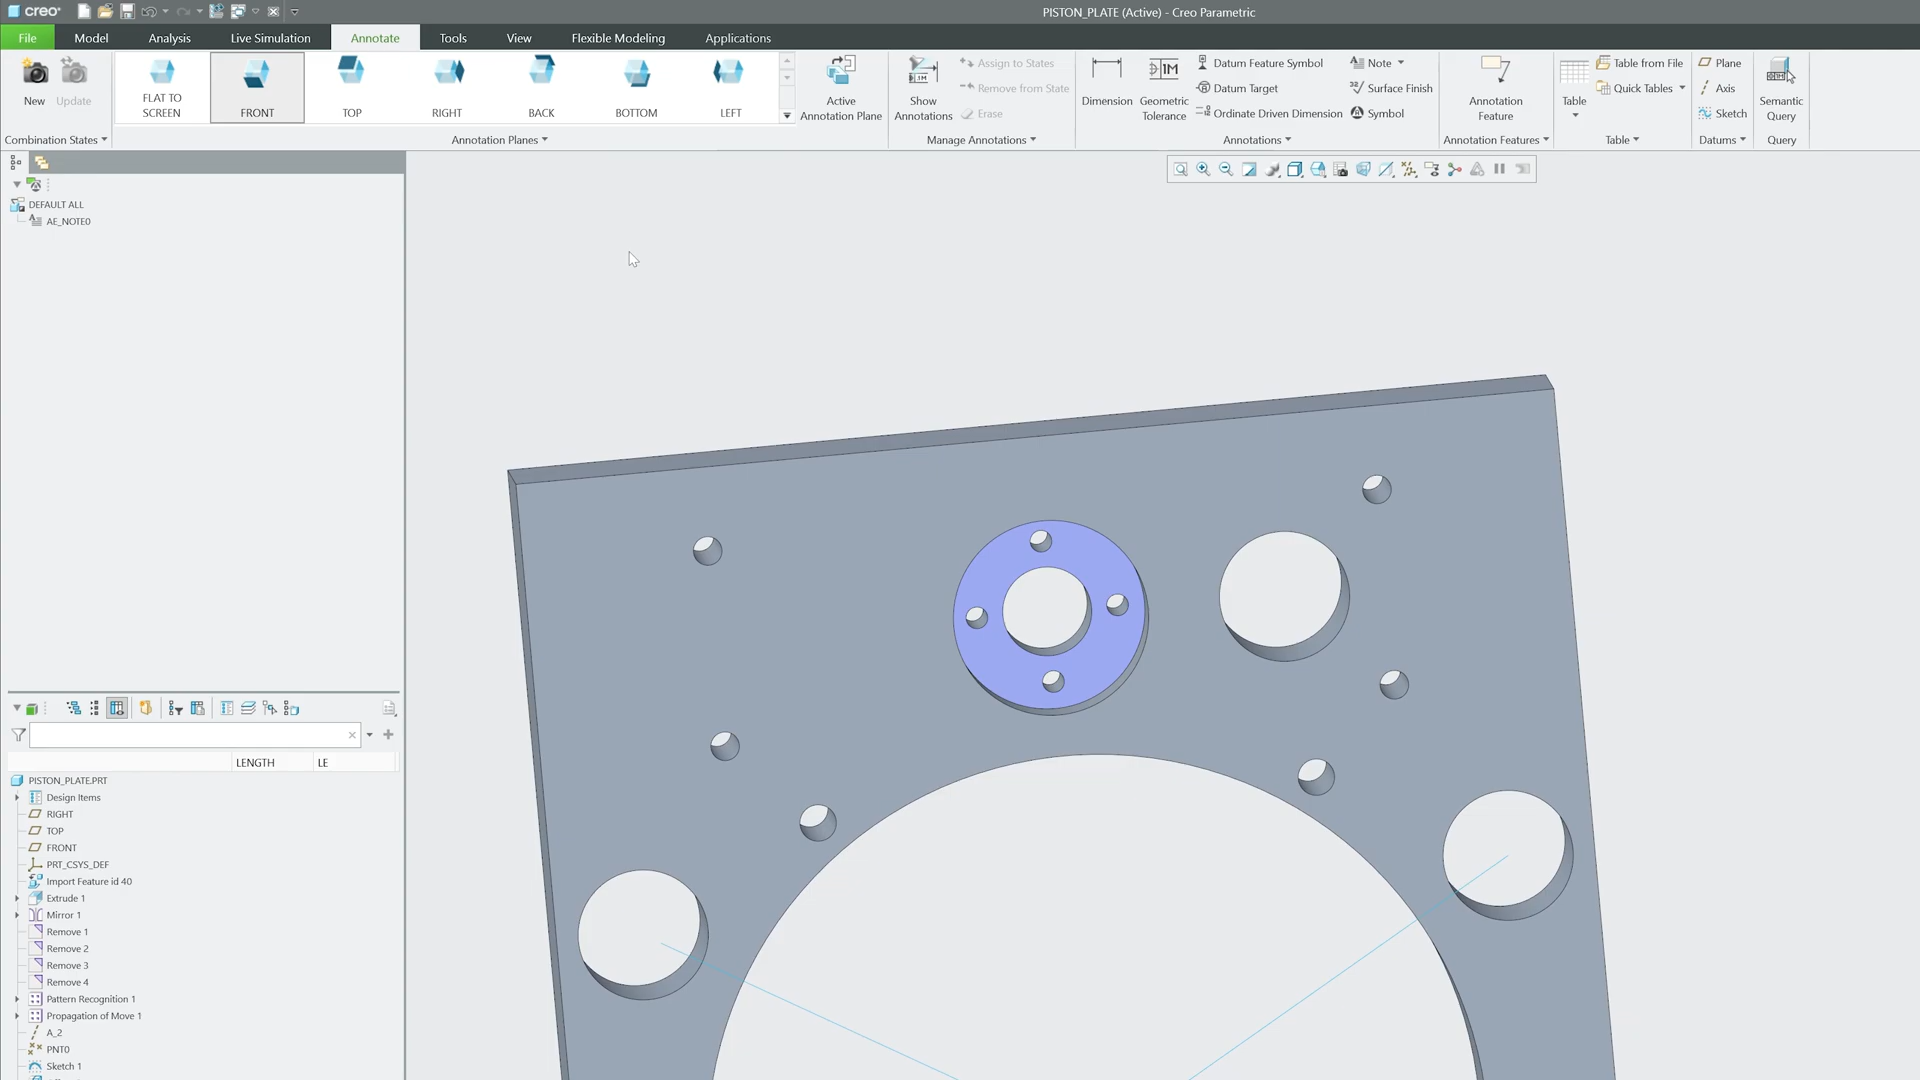 creo
PISTON_PLATE (Active) - Creo Parametric
File
Model
Analysis
Live Simulation
Annotate
Tools
View
Flexible Modeling
Applications
New
Update
FLAT TO
SCREEN
FRONT
TOP
RIGHT
BACK
BOTTOM
LEFT
Active
Annotation Plane
Show
Annotations
Assign to States
Remove from State
Erase
Dimension
Geometric
Tolerance
Datum Feature Symbol
Datum Target
Ordinate Driven Dimension
Note
Surface Finish
Symbol
Annotation
Feature
Table
Table from File
Quick Tables
Plane
Axis
Sketch
Semantic
Query
Combination States
Annotation Planes
Manage Annotations
Annotations
Annotation Features
Table
Datums
Query
DEFAULT ALL
AE_NOTE0
LENGTH
LE
PISTON_PLATE.PRT
Design Items
RIGHT
TOP
FRONT
PRT_CSYS_DEF
Import Feature id 40
Extrude 1
Mirror 1
Remove 1
Remove 2
Remove 3
Remove 4
Pattern Recognition 1
Propagation of Move 1
A_2
PNT0
Sketch 1